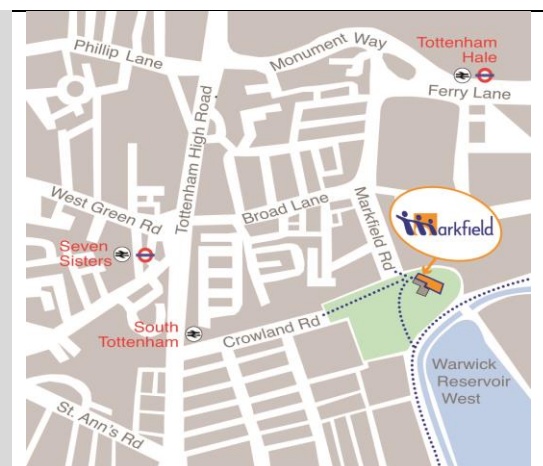 Phillip Lane
Monument Way
Tottenham
Hale
Ferry Lane
Tottenham High Road
West Green Rd
Broad Lane
Markfield Rd
Markfield
Seven
Sisters
South
Tottenham
Crowland Rd
Warwick
Reservoir
West
St. Ann's Rd